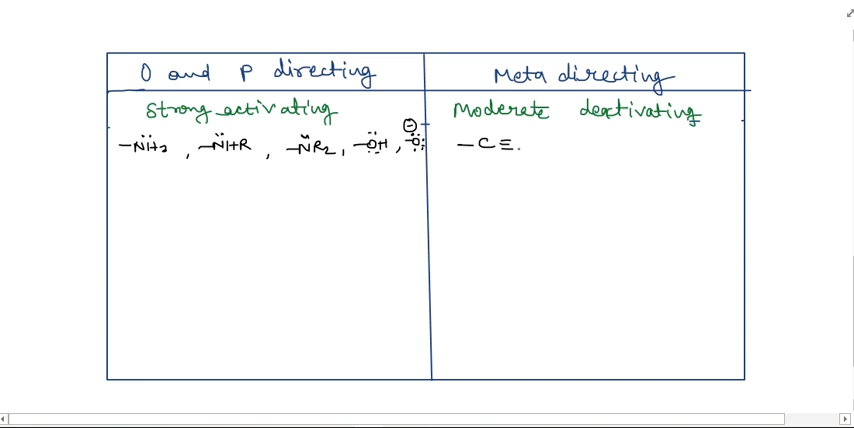 O and P directing
Meta directing
Strong activating
Moderate deactivating
–N̈H₂, –N̈HR, –N̈R₂, –ÖH, –O:⊖
–C≡